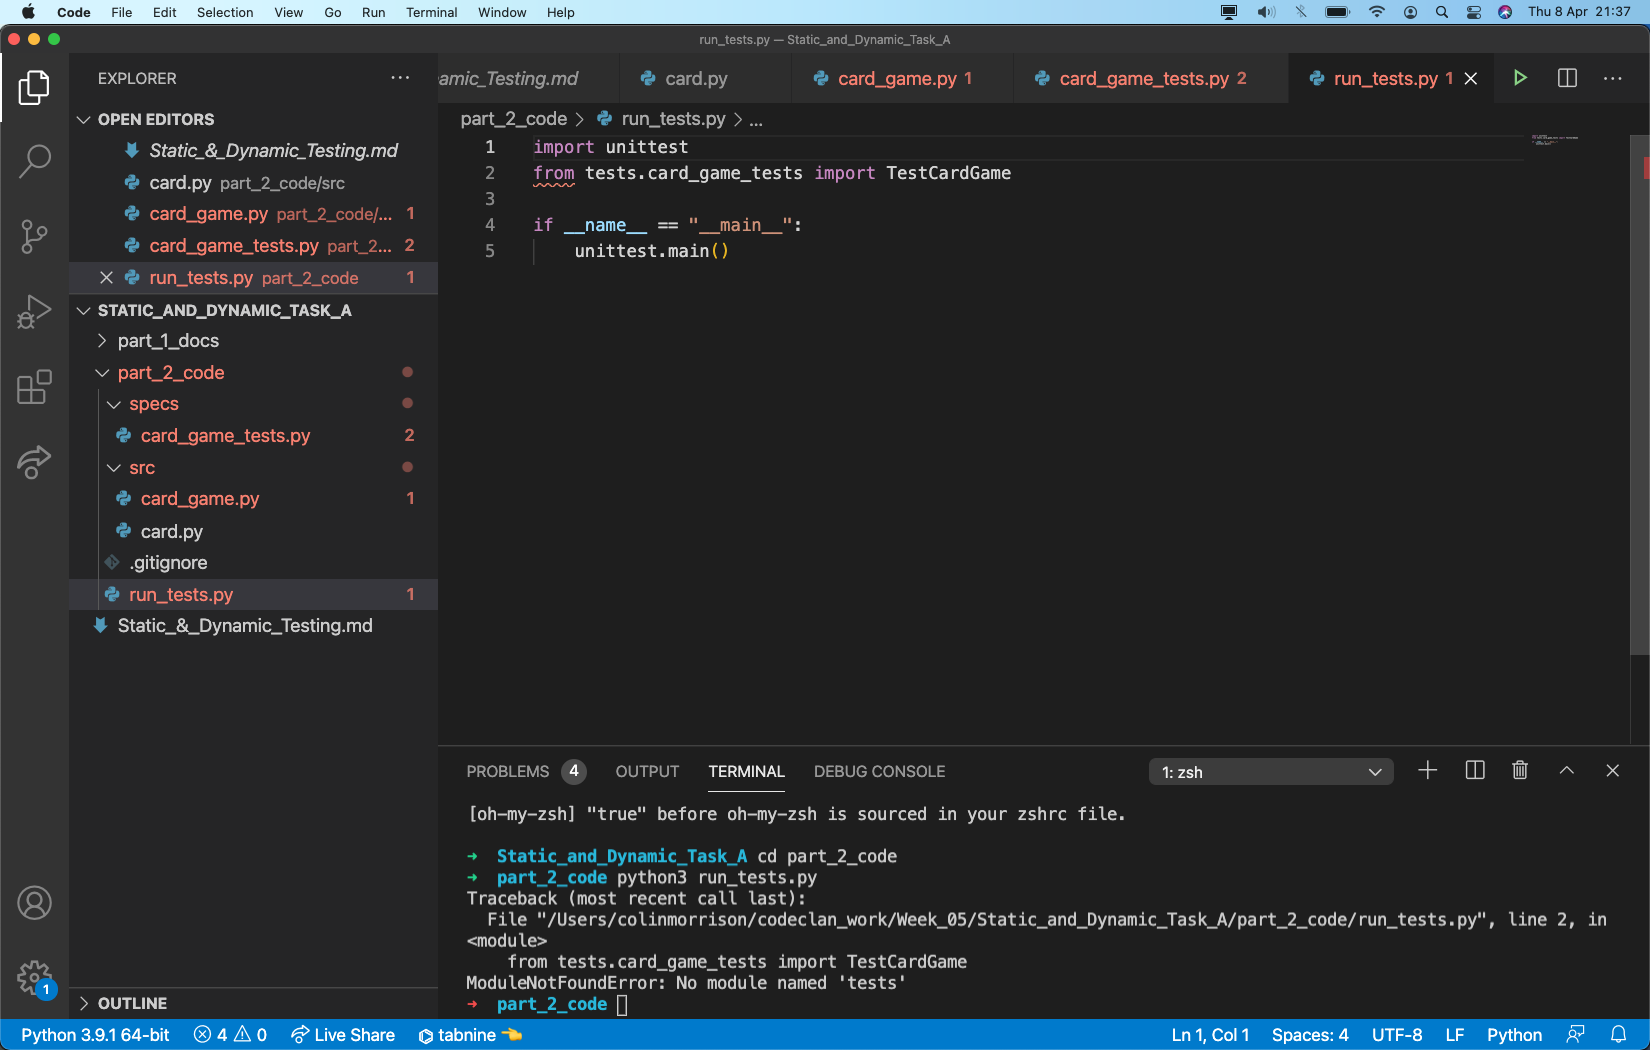 Code File Edit Selection View Go Run Terminal Window Help Thu 8 Apr 21:37
run_tests.py — Static_and_Dynamic_Task_A
EXPLORER
amic_Testing.md card.py card_game.py 1 card_game_tests.py 2 run_tests.py 1
OPEN EDITORS
Static_&_Dynamic_Testing.md
card.py part_2_code/src
card_game.py part_2_code/... 1
card_game_tests.py part_2... 2
run_tests.py part_2_code 1
STATIC_AND_DYNAMIC_TASK_A
part_1_docs
part_2_code
specs
card_game_tests.py 2
src
card_game.py 1
card.py
.gitignore
run_tests.py 1
Static_&_Dynamic_Testing.md
OUTLINE
part_2_code > run_tests.py > ...
1 import unittest
2 from tests.card_game_tests import TestCardGame
3
4 if __name__ == "__main__":
5 unittest.main()
PROBLEMS 4 OUTPUT TERMINAL DEBUG CONSOLE 1: zsh
[oh-my-zsh] "true" before oh-my-zsh is sourced in your zshrc file.
→ Static_and_Dynamic_Task_A cd part_2_code
→ part_2_code python3 run_tests.py
Traceback (most recent call last):
File "/Users/colinmorrison/codeclan_work/Week_05/Static_and_Dynamic_Task_A/part_2_code/run_tests.py", line 2, in
<module>
from tests.card_game_tests import TestCardGame
ModuleNotFoundError: No module named 'tests'
→ part_2_code
1
Python 3.9.1 64-bit 4 0 Live Share tabnine Ln 1, Col 1 Spaces: 4 UTF-8 LF Python